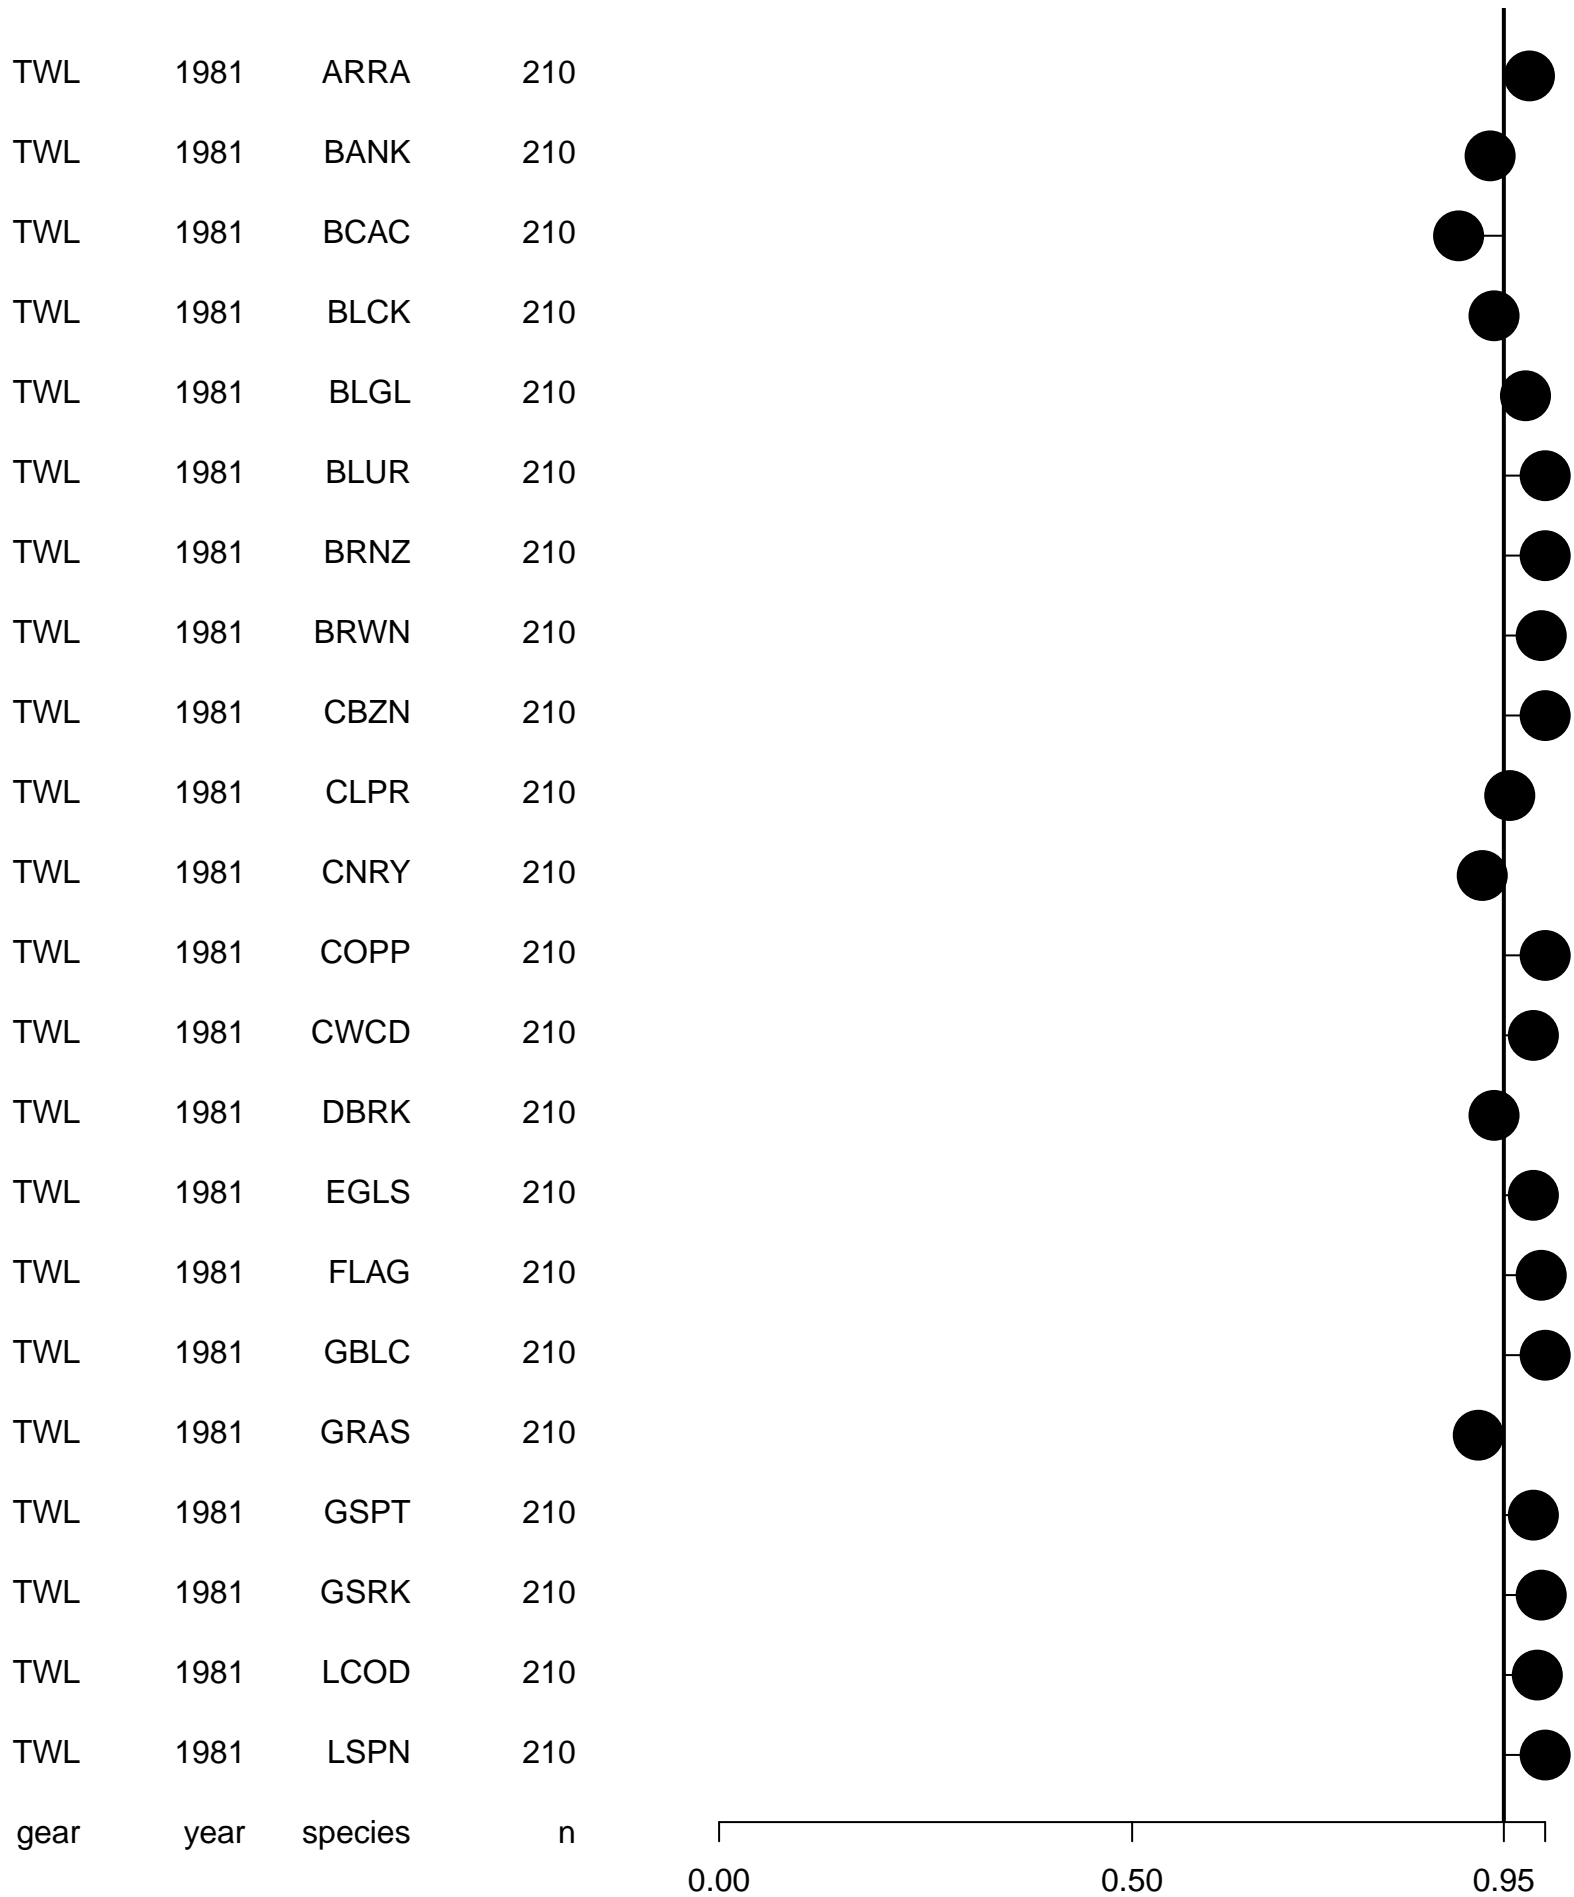 TWL 1981 ARRA 210
TWL 1981 BANK 210
TWL 1981 BCAC 210
TWL 1981 BLCK 210
TWL 1981 BLGL 210
TWL 1981 BLUR 210
TWL 1981 BRNZ 210
TWL 1981 BRWN 210
TWL 1981 CBZN 210
TWL 1981 CLPR 210
TWL 1981 CNRY 210
TWL 1981 COPP 210
TWL 1981 CWCD 210
TWL 1981 DBRK 210
TWL 1981 EGLS 210
TWL 1981 FLAG 210
TWL 1981 GBLC 210
TWL 1981 GRAS 210
TWL 1981 GSPT 210
TWL 1981 GSRK 210
TWL 1981 LCOD 210
TWL 1981 LSPN 210
gear year species n
0.00 0.50 0.95